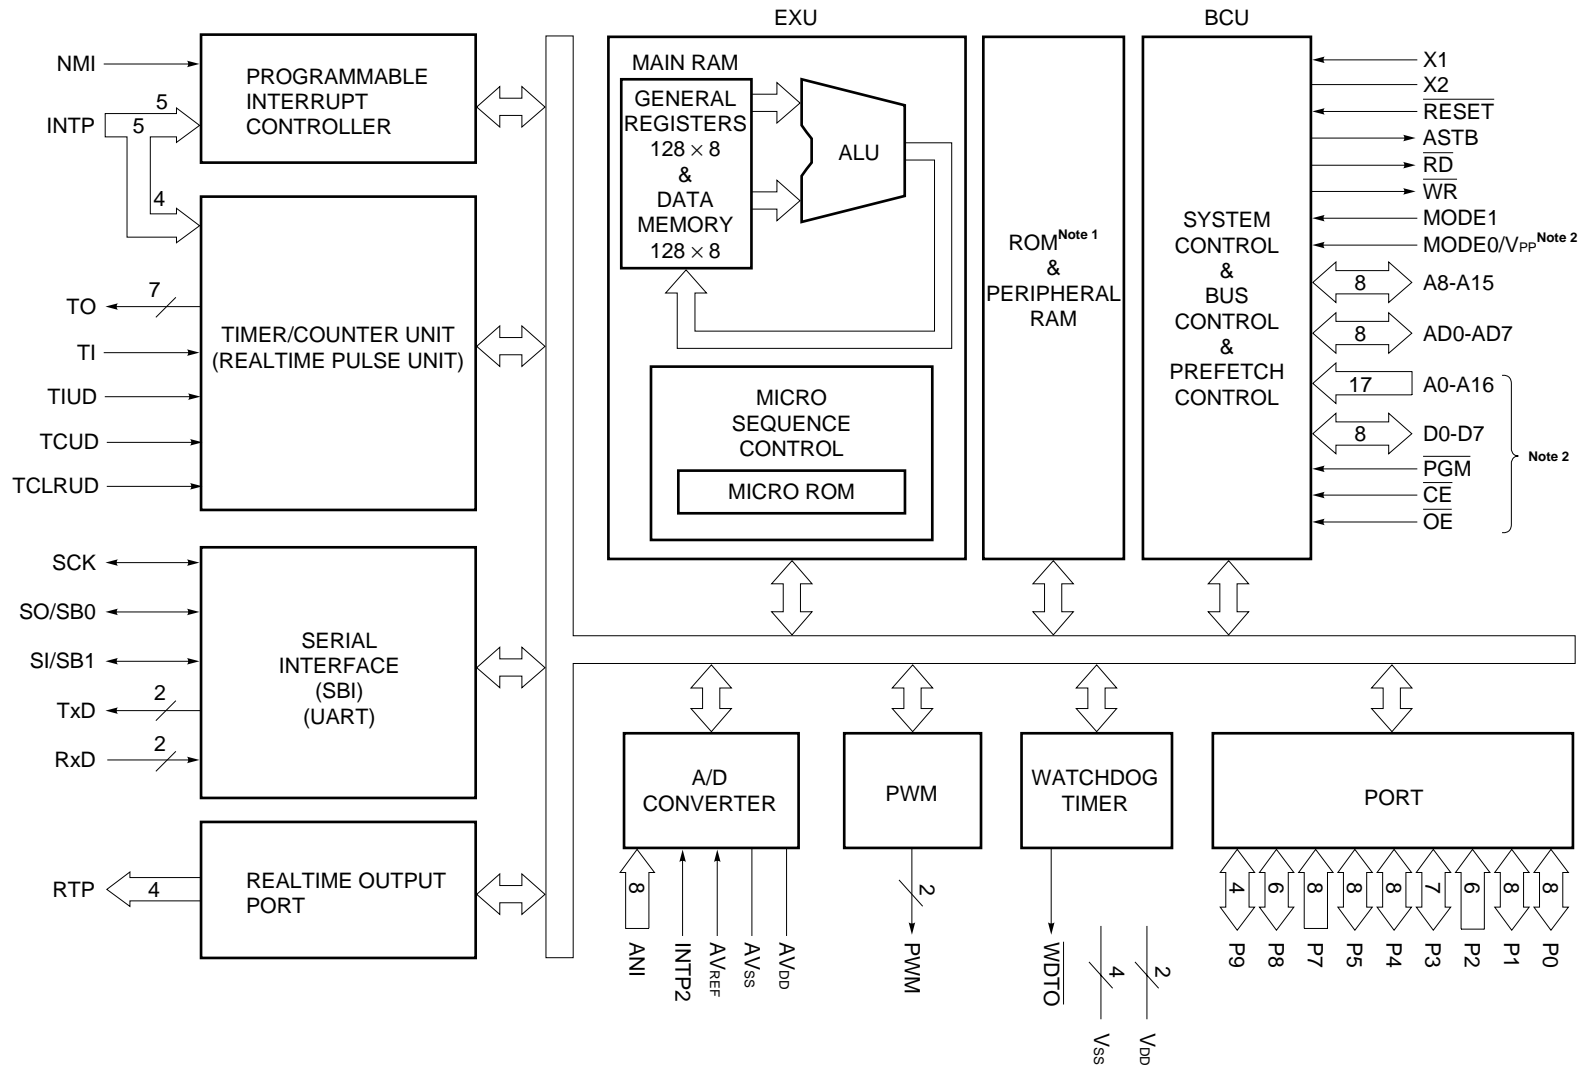 EXU
BCU
NMI
INTP
5
5
4
PROGRAMMABLE
INTERRUPT
CONTROLLER
TO
7
TI
TIUD
TCUD
TCLRUD
TIMER/COUNTER UNIT
(REALTIME PULSE UNIT)
SCK
SO/SB0
SI/SB1
TxD
2
RxD
2
SERIAL
INTERFACE
(SBI)
(UART)
RTP
4
REALTIME OUTPUT
PORT
MAIN RAM
GENERAL
REGISTERS
128 × 8
&
DATA
MEMORY
128 × 8
ALU
MICRO
SEQUENCE
CONTROL
MICRO ROM
ROM Note 1
&
PERIPHERAL
RAM
SYSTEM
CONTROL
&
BUS
CONTROL
&
PREFETCH
CONTROL
X1
X2
RESET
ASTB
RD
WR
MODE1
MODE0/VPP Note 2
8
A8-A15
8
AD0-AD7
17
A0-A16
8
D0-D7
PGM
CE
OE
Note 2
A/D
CONVERTER
8
ANI
INTP2
AVREF
AVSS
AVDD
PWM
2
PWM
WATCHDOG
TIMER
WDTO
4
VSS
2
VDD
PORT
4
6
8
8
8
7
6
8
8
P9
P8
P7
P5
P4
P3
P2
P1
P0